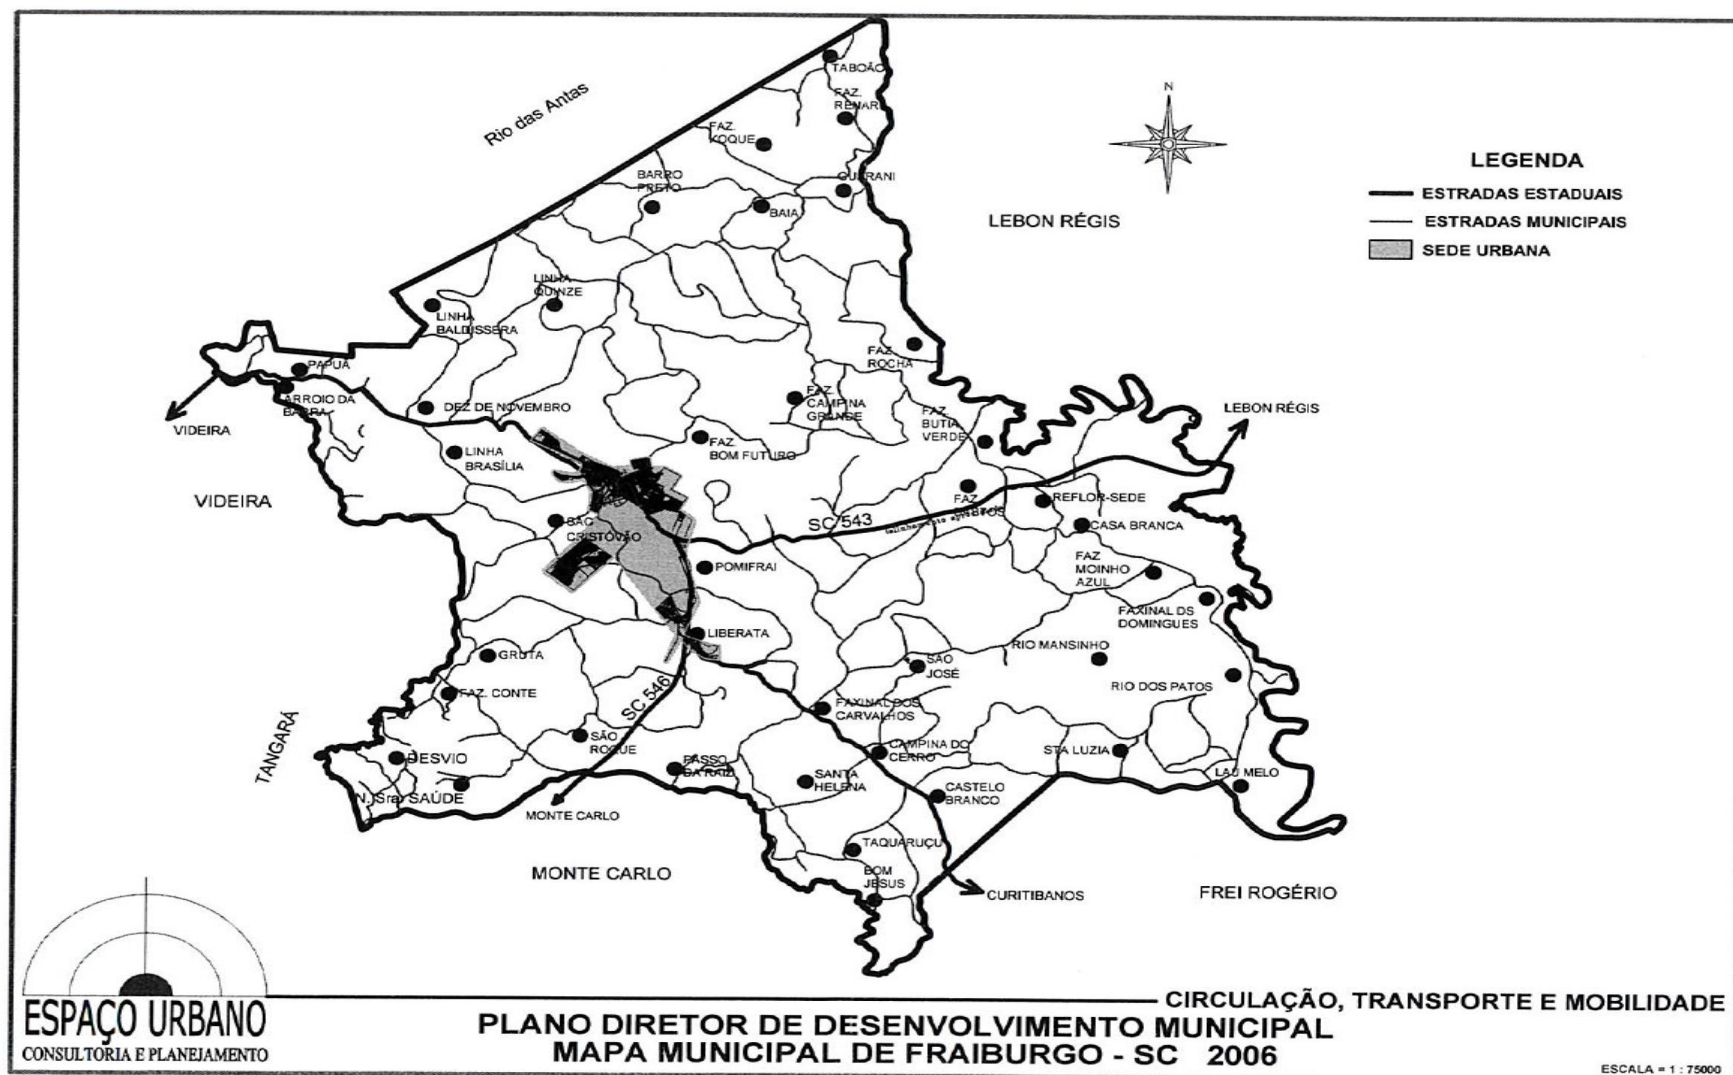 TABOÃO
FAZ.
RENAR
Rio das Antas
FAZ.
YOQUE
N
BARRO
PRETO
GUARANI
BAIA
LEBON RÉGIS
LEGENDA
ESTRADAS ESTADUAIS
ESTRADAS MUNICIPAIS
SEDE URBANA
LINHA
QUINZE
LINHA
BALDISSERA
FAZ.
ROCHA
PAPUÃ
ARROIO DA
BARRA
DEZ DE NOVEMBRO
FAZ.
CAMPINA
GRANDE
FAZ.
BUTIA
VERDE
LEBON RÉGIS
VIDEIRA
FAZ.
BOM FUTURO
LINHA
BRASÍLIA
VIDEIRA
FAZ.
REFLOR-SEDE
SÃO
CRISTÓVÃO
SC 543
CASA BRANCA
POMIFRAI
FAZ
MOINHO
AZUL
FAXINAL DS
DOMINGUES
LIBERATA
GRUTA
RIO MANSINHO
SÃO
JOSÉ
FAZ. CONTE
RIO DOS PATOS
SC 546
FAXINAL DOS
CARVALHOS
TANGARÁ
SÃO
ROQUE
CAMPINA DO
CERRO
STA LUZIA
DESVIO
PASSO
DA RAIZ
SANTA
HELENA
LAU MELO
N. Sra. SAÚDE
CASTELO
BRANCO
MONTE CARLO
TAQUARUÇU
MONTE CARLO
BOM
JESUS
CURITIBANOS
FREI ROGÉRIO
ESPAÇO URBANO
CONSULTORIA E PLANEJAMENTO
CIRCULAÇÃO, TRANSPORTE E MOBILIDADE
PLANO DIRETOR DE DESENVOLVIMENTO MUNICIPAL
MAPA MUNICIPAL DE FRAIBURGO - SC 2006
ESCALA = 1 : 75000